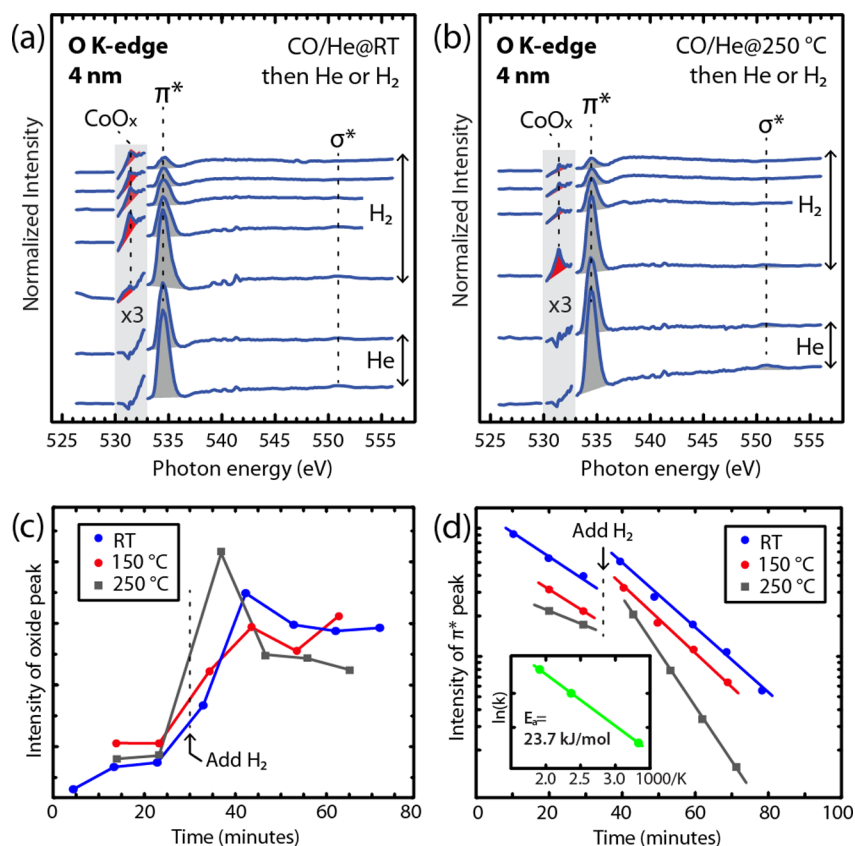 (a)
O K-edge
4 nm
CO/He@RT
then He or H₂
π*
CoOₓ
σ*
H₂
x3
He
Normalized Intensity
525 530 535 540 545 550 555
Photon energy (eV)
(b)
O K-edge
4 nm
CO/He@250 °C
then He or H₂
π*
CoOₓ
σ*
H₂
x3
He
Normalized Intensity
525 530 535 540 545 550 555
Photon energy (eV)
(c)
RT
150 °C
250 °C
Add H₂
Intensity of oxide peak
0 20 40 60 80
Time (minutes)
(d)
Add H₂
RT
150 °C
250 °C
Intensity of π* peak
ln(k)
Eₐ=
23.7 kJ/mol
2.0 2.5 3.0 1000/K
0 20 40 60 80 100
Time (minutes)